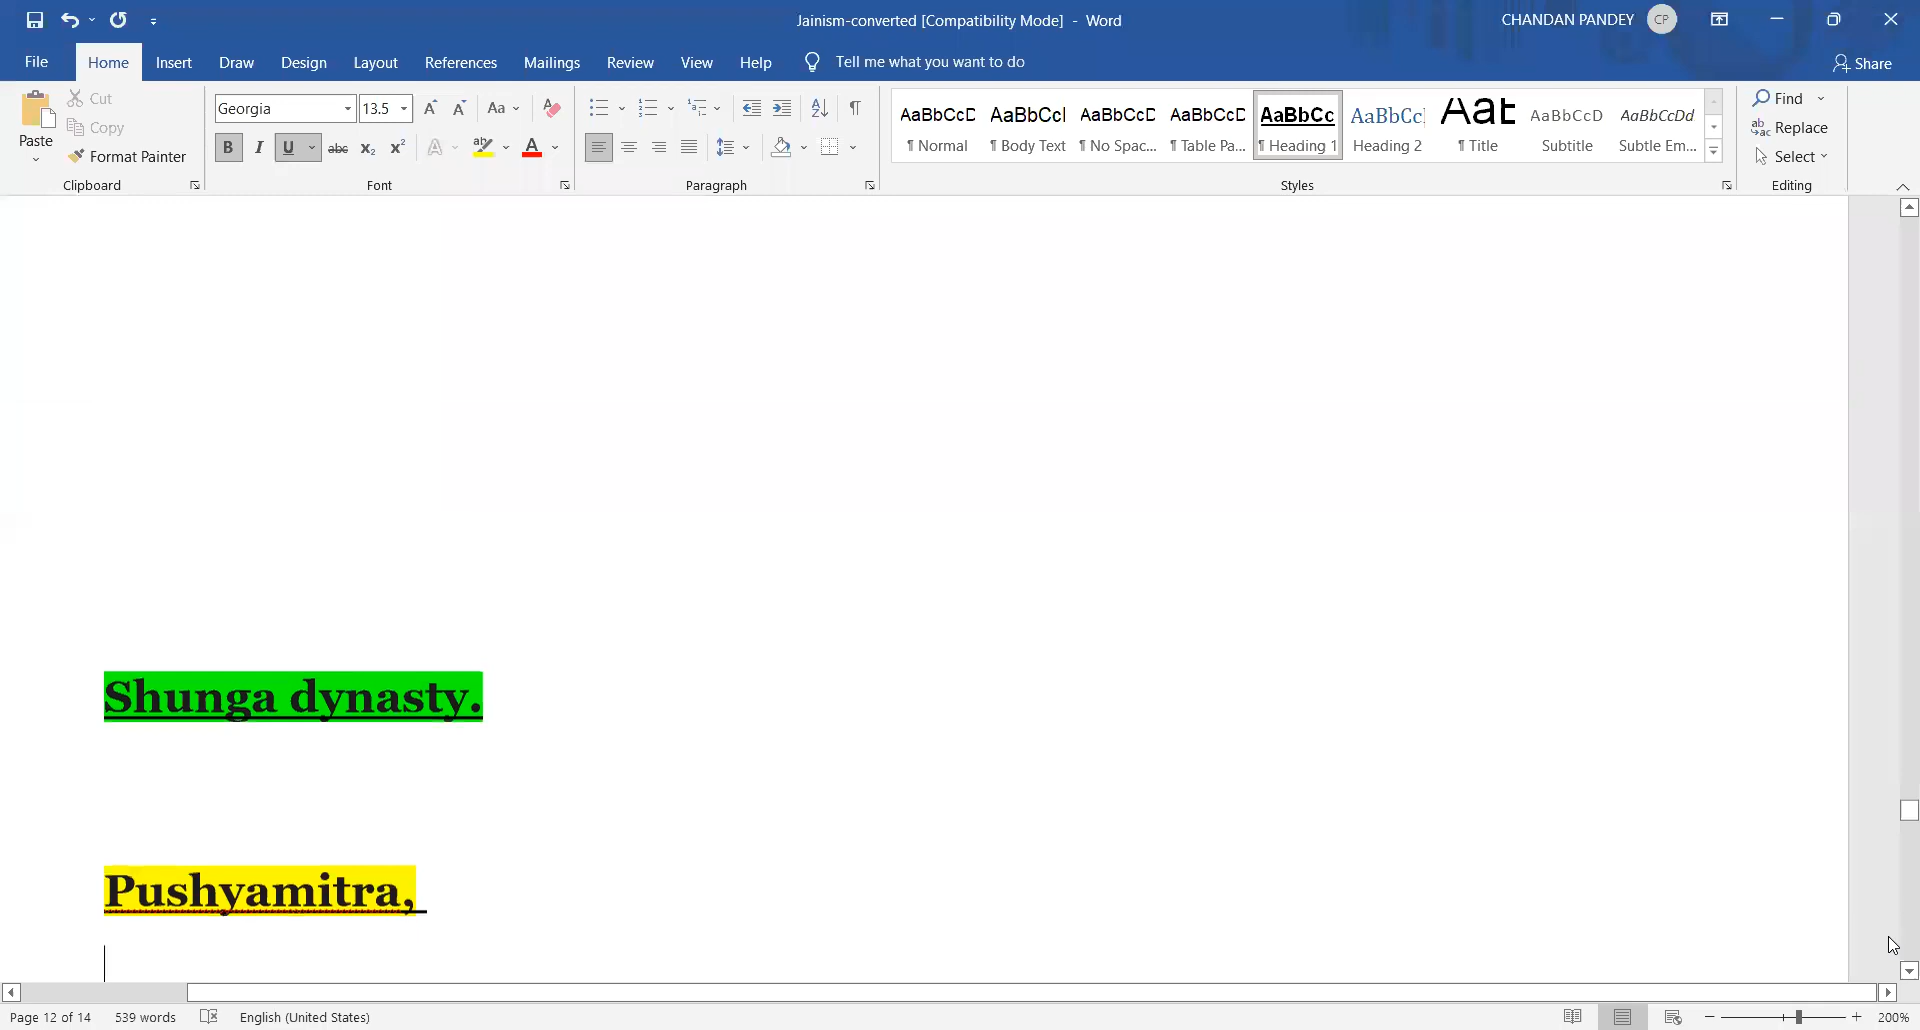 Jainism-converted [Compatibility Mode] - Word
CHANDAN PANDEY CP
File Home Insert Draw Design Layout References Mailings Review View Help Tell me what you want to do Share
Paste
Cut
Copy
Format Painter
Clipboard
Georgia 13.5 Aa
B I U abc x₂ x² A A
Font
Paragraph
AaBbCcD AaBbCcI AaBbCcD AaBbCcD AaBbCc AaBbCc AaB AaBbCcD AaBbCcDd
¶ Normal ¶ Body Text ¶ No Spac... ¶ Table Pa... ¶ Heading 1 Heading 2 ¶ Title Subtitle Subtle Em...
Styles
Find
Replace
Select
Editing
Shunga dynasty.
Pushyamitra,
Page 12 of 14 539 words English (United States) 200%